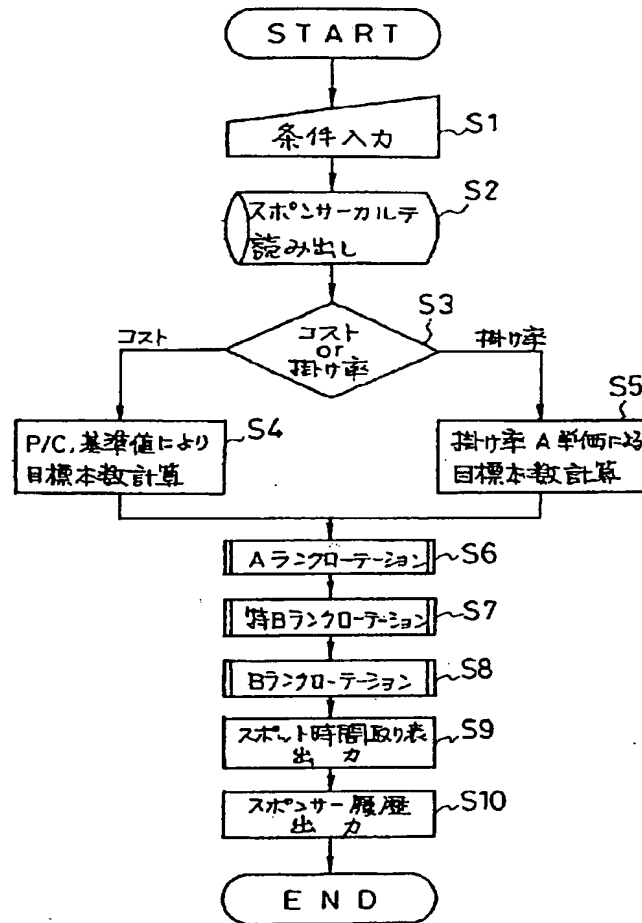 START
条件入力
S1
スポンサーカルテ
読み出し
S2
S3
コスト
コスト
or
掛け率
掛け率
P/C,基準値により
目標本数計算
S4
S5
掛け率 A単価による
目標本数計算
Aランクローテーション
S6
特Bランクローテーション
S7
Bランクローテーション
S8
スポット時間取り表
出力
S9
スポンサー履歴
出力
S10
END